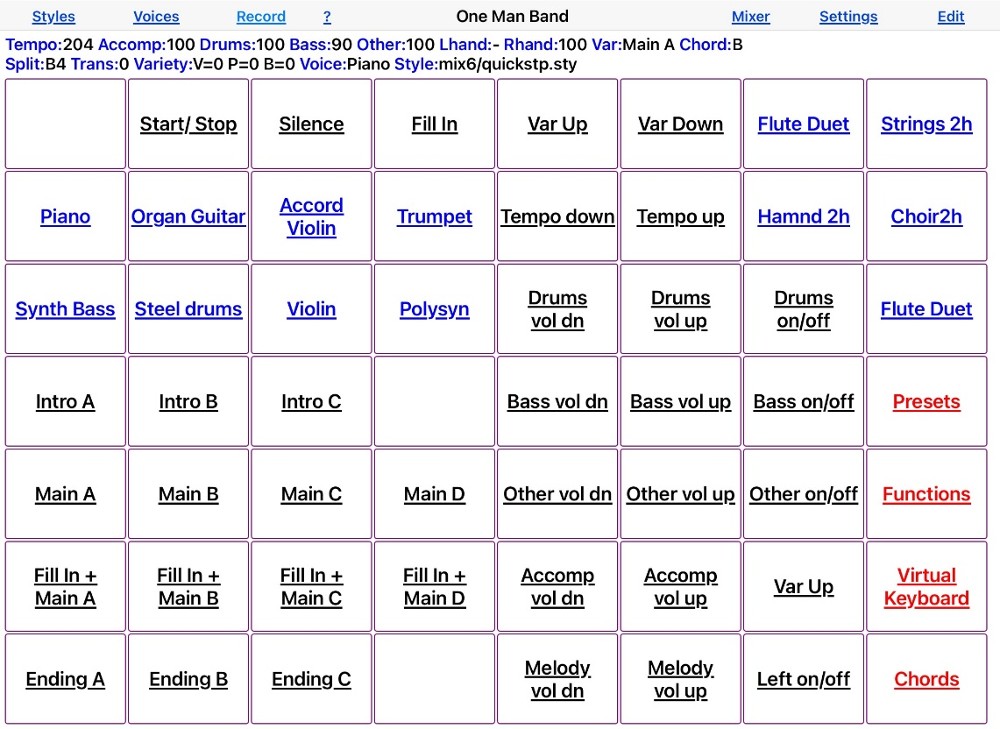 Styles Voices Record ? One Man Band Mixer Settings Edit
Tempo:204 Accomp:100 Drums:100 Bass:90 Other:100 Lhand:- Rhand:100 Var:Main A Chord:B
Split:B4 Trans:0 Variety:V=0 P=0 B=0 Voice:Piano Style:mix6/quickstp.sty
Start/ Stop
Silence
Fill In
Var Up
Var Down
Flute Duet
Strings 2h
Piano
Organ Guitar
Accord
Violin
Trumpet
Tempo down
Tempo up
Hamnd 2h
Choir2h
Synth Bass
Steel drums
Violin
Polysyn
Drums
vol dn
Drums
vol up
Drums
on/off
Flute Duet
Intro A
Intro B
Intro C
Bass vol dn
Bass vol up
Bass on/off
Presets
Main A
Main B
Main C
Main D
Other vol dn
Other vol up
Other on/off
Functions
Fill In +
Main A
Fill In +
Main B
Fill In +
Main C
Fill In +
Main D
Accomp
vol dn
Accomp
vol up
Var Up
Virtual
Keyboard
Ending A
Ending B
Ending C
Melody
vol dn
Melody
vol up
Left on/off
Chords